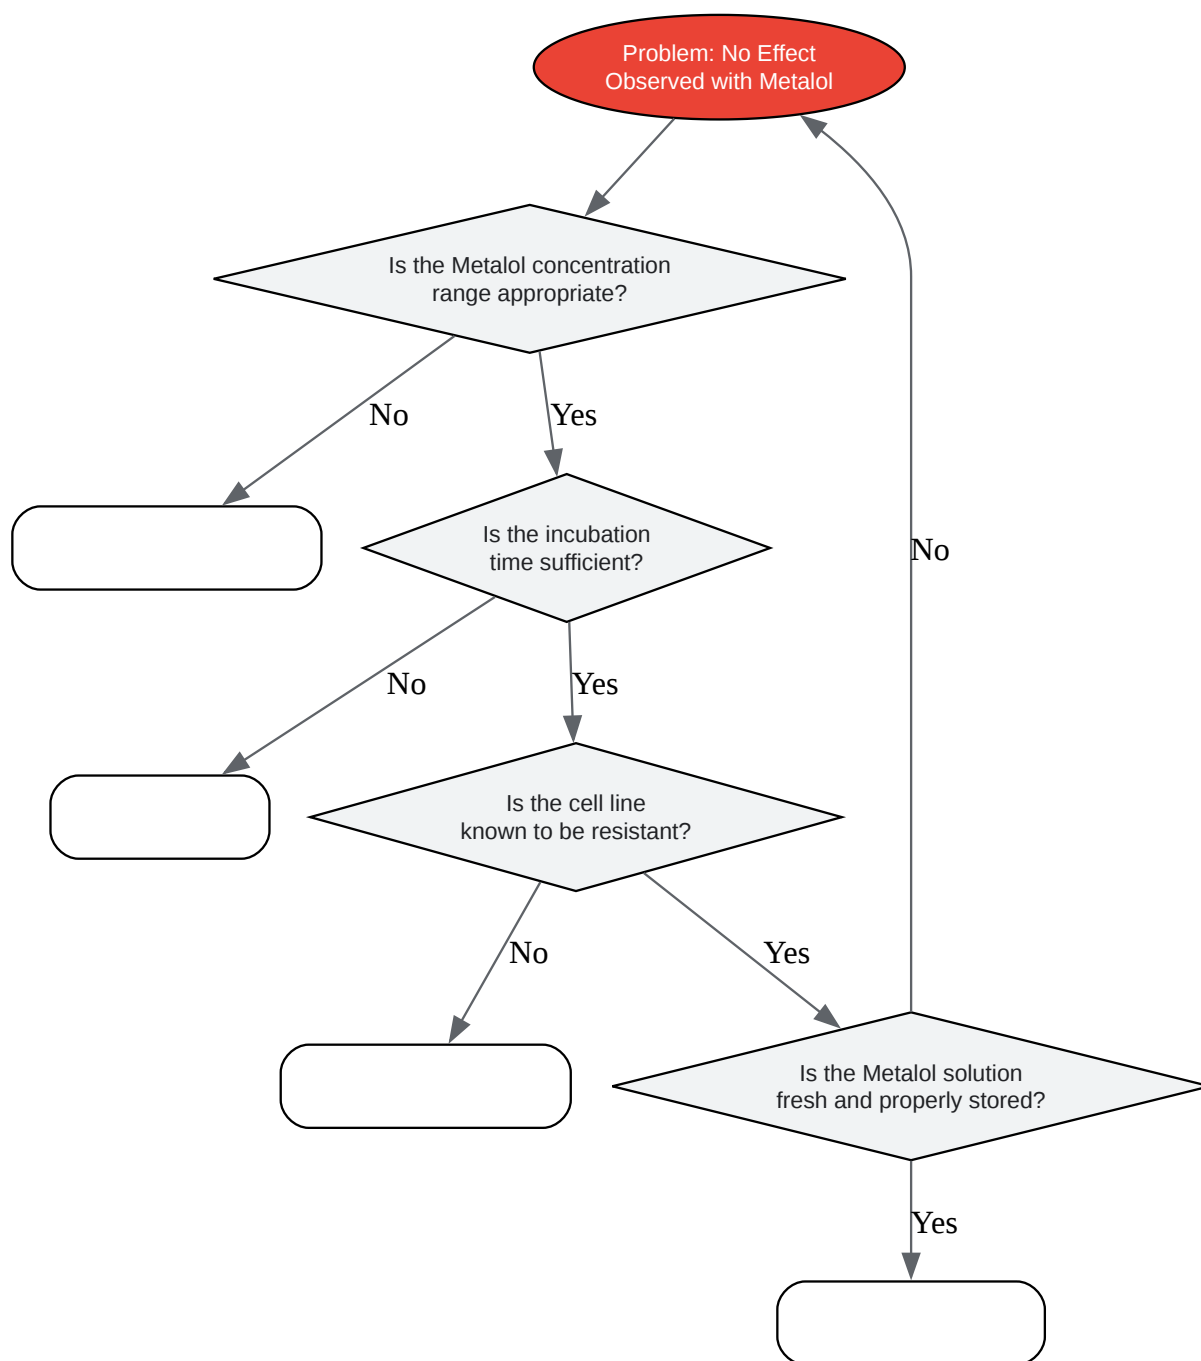 Problem: No Effect
Observed with Metalol
Is the Metalol concentration
range appropriate?
No
Yes
Is the incubation
time sufficient?
No
No
Yes
Is the cell line
known to be resistant?
No
Yes
Is the Metalol solution
fresh and properly stored?
Yes